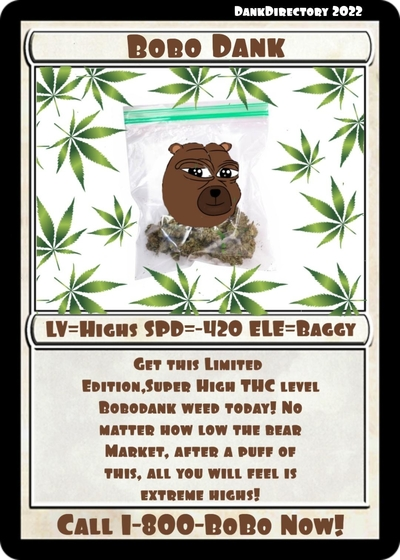 DankDirectory 2022
Bobo Dank
LV=Highs SPD=-420 ELE=Baggy
Get this Limited
Edition,Super High THC level
Bobodank weed today! No
matter how low the bear
Market, after a puff of
this, all you will feel is
extreme highs!
Call 1-800-BoBo Now!